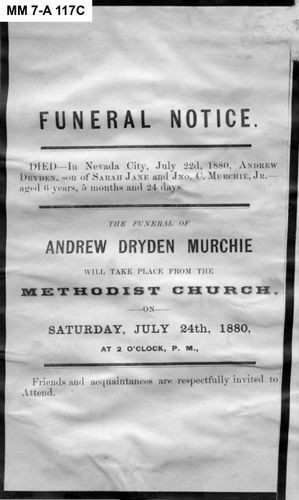 MM 7-A 117C
FUNERAL NOTICE.
DIED—In Nevada City, July 22d, 1880, ANDREW
DRYDEN, son of SARAH JANE and JNO. C. MURCHIE, JR.—
aged 6 years, 5 months and 24 days.
THE FUNERAL OF
ANDREW DRYDEN MURCHIE
WILL TAKE PLACE FROM THE
METHODIST CHURCH,
—ON—
SATURDAY, JULY 24th, 1880,
AT 2 O'CLOCK, P. M.,
Friends and acquaintances are respectfully invited to
Attend.